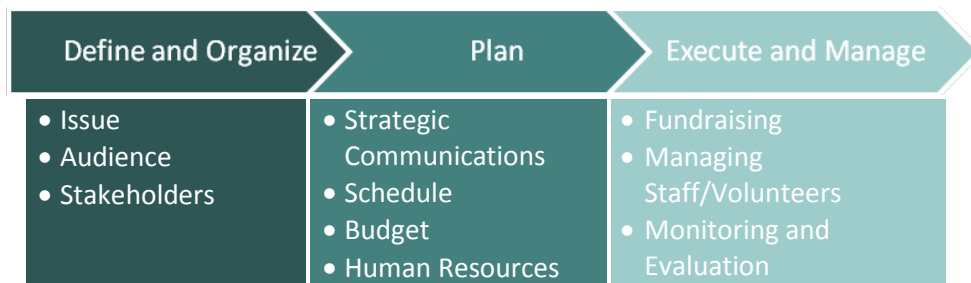 Define and Organize
Plan
Execute and Manage
• Issue
• Audience
• Stakeholders
• Strategic
Communications
• Schedule
• Budget
• Human Resources
• Fundraising
• Managing
Staff/Volunteers
• Monitoring and
Evaluation